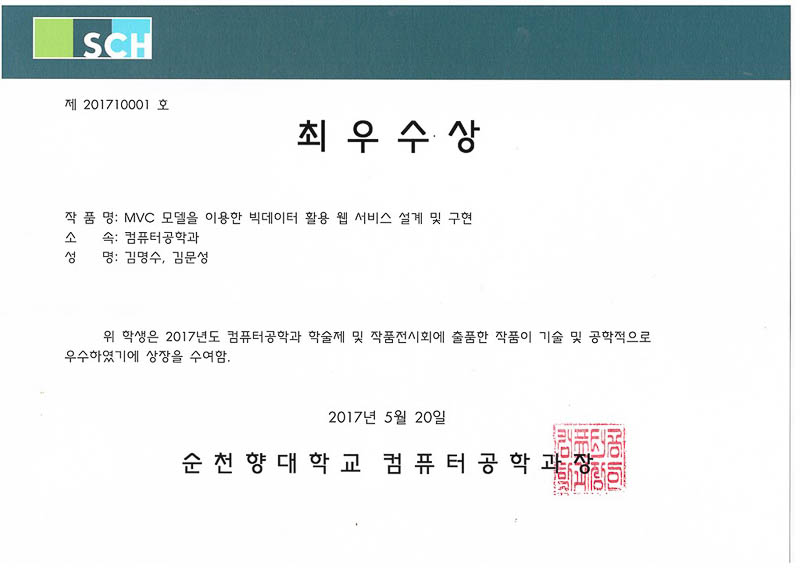 SCH
제 201710001 호
최 우 수 상
작 품 명: MVC 모델을 이용한 빅데이터 활용 웹 서비스 설계 및 구현
소 속: 컴퓨터공학과
성 명: 김명수, 김문성
위 학생은 2017년도 컴퓨터공학과 학술제 및 작품전시회에 출품한 작품이 기술 및 공학적으로
우수하였기에 상장을 수여함.
2017년 5월 20일
순천향대학교 컴퓨터공학과장